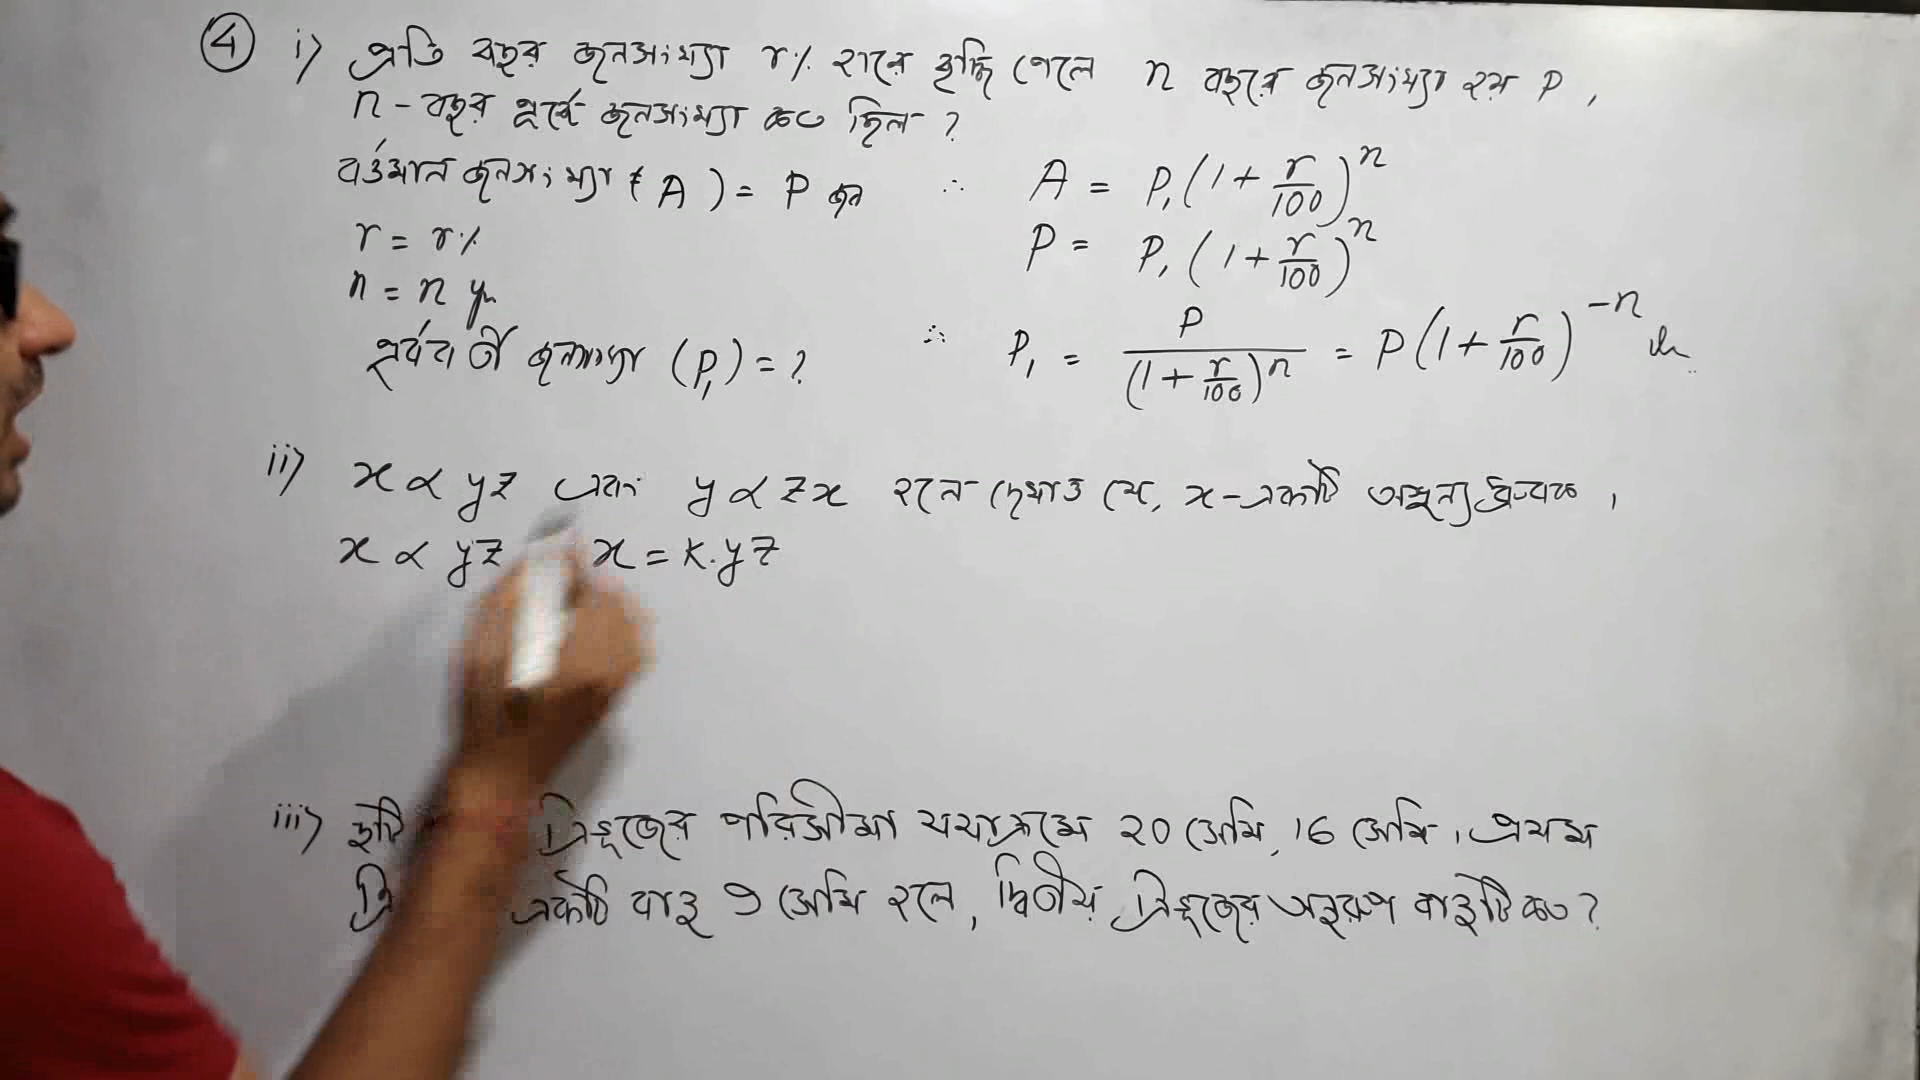 ④ i) প্রতি বছর জনসংখ্যা r% হারে বৃদ্ধি পেলে n বছরে জনসংখ্যা হয় P,
n - বছর পূর্বে জনসংখ্যা কত ছিল ?
বর্তমান জনসংখ্যা (A) = P জন ∴ A = P₁(1 + r/100)ⁿ
r = r% P = P₁(1 + r/100)ⁿ
n = n
পূর্ববর্তী জনসংখ্যা (P₁) = ? ∴ P₁ = P/(1 + r/100)ⁿ = P(1 + r/100)⁻ⁿ
ii) x ∝ yz এবং y ∝ zx হলে দেখাও যে, z - একটি অশূন্য ধ্রুবক ,
x ∝ yz x = K.yz
iii) ত্রিভুজের পরিসীমা যথাক্রমে 20 সেমি, 16 সেমি, প্রথম
একটি বাহু 9 সেমি হলে, দ্বিতীয় ত্রিভুজের অনুরূপ বাহুটি কত ?